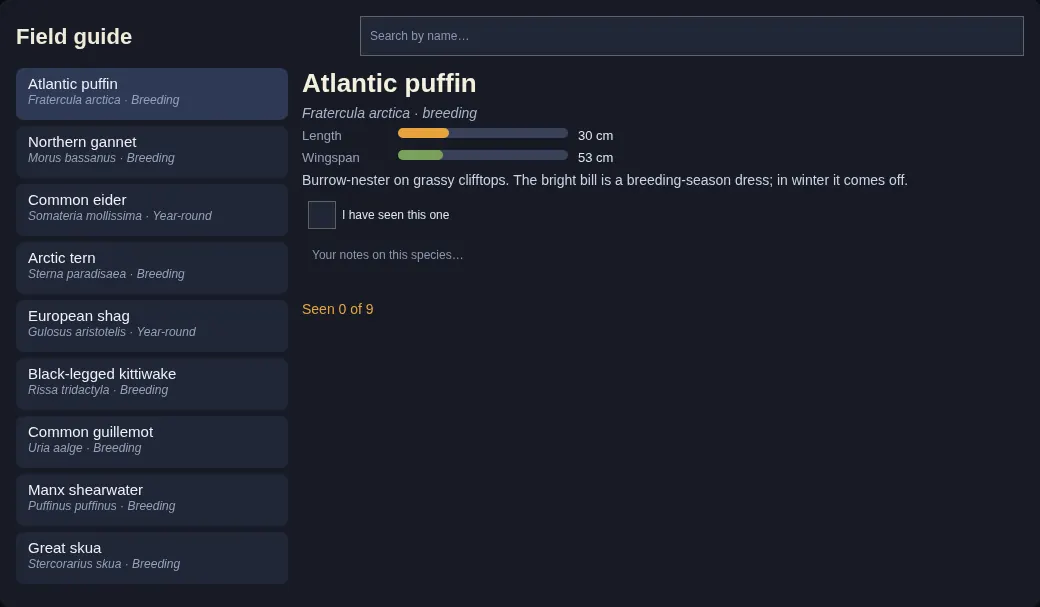 Field guide
Search by name…
Atlantic puffin
Fratercula arctica · Breeding
Northern gannet
Morus bassanus · Breeding
Common eider
Somateria mollissima · Year-round
Arctic tern
Sterna paradisaea · Breeding
European shag
Gulosus aristotelis · Year-round
Black-legged kittiwake
Rissa tridactyla · Breeding
Common guillemot
Uria aalge · Breeding
Manx shearwater
Puffinus puffinus · Breeding
Great skua
Stercorarius skua · Breeding
Atlantic puffin
Fratercula arctica · breeding
Length 30 cm
Wingspan 53 cm
Burrow-nester on grassy clifftops. The bright bill is a breeding-season dress; in winter it comes off.
I have seen this one
Your notes on this species…
Seen 0 of 9